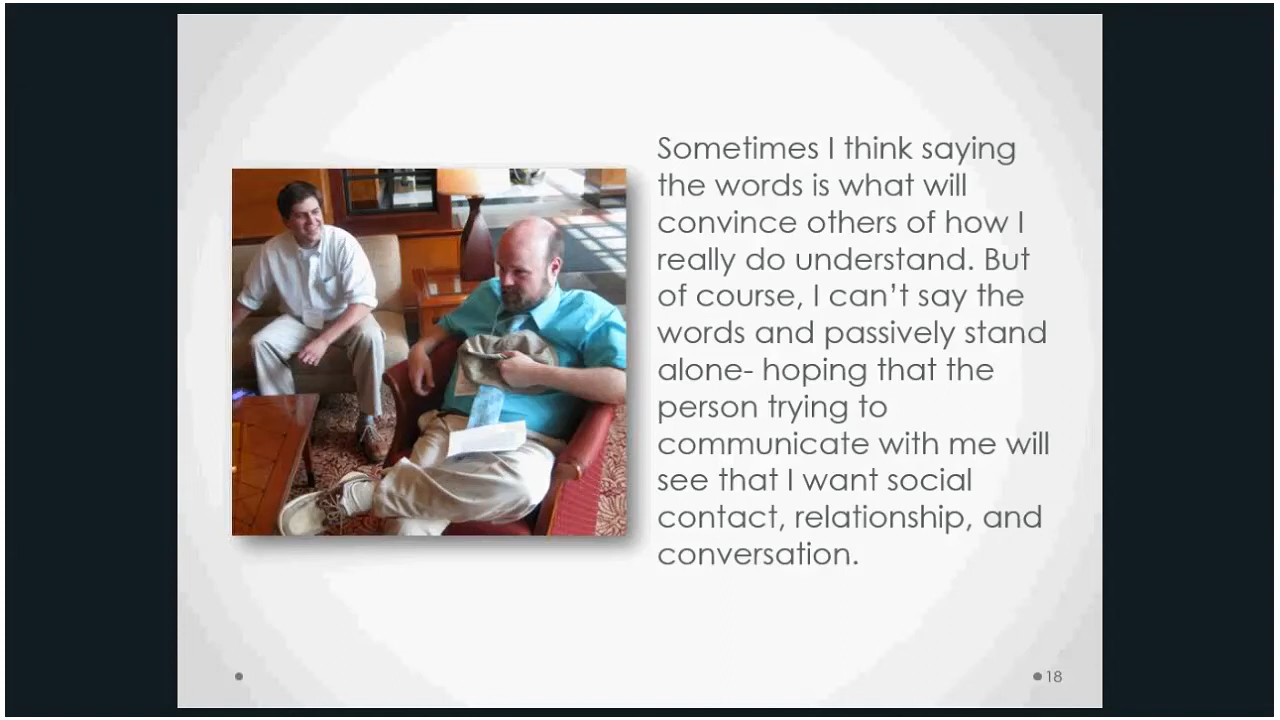 Sometimes I think saying
the words is what will
convince others of how I
really do understand. But
of course, I can’t say the
words and passively stand
alone- hoping that the
person trying to
communicate with me will
see that I want social
contact, relationship, and
conversation.
18